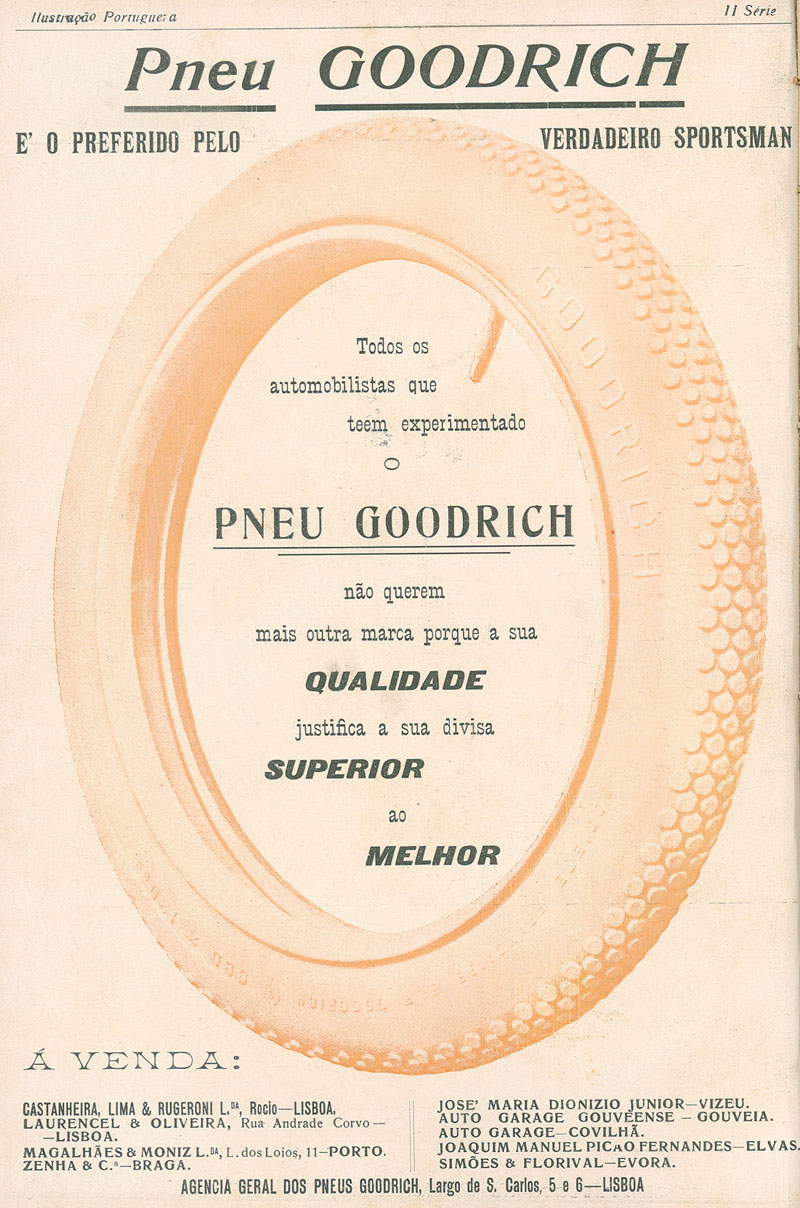 Ilustração Portugueza
II Série
Pneu GOODRICH
E' O PREFERIDO PELO VERDADEIRO SPORTSMAN
GOODRICH
Todos os
automobilistas que
teem experimentado
O
PNEU GOODRICH
não querem
mais outra marca porque a sua
QUALIDADE
justifica a sua divisa
SUPERIOR
ao
MELHOR
Á VENDA:
CASTANHEIRA, LIMA & RUGERONI L.DA, Rocio—LISBOA.
LAURENCEL & OLIVEIRA, Rua Andrade Corvo—
—LISBOA.
MAGALHÃES & MONIZ L.DA, L. dos Loios, 11—PORTO.
ZENHA & C.ª—BRAGA.
JOSE' MARIA DIONIZIO JUNIOR—VIZEU.
AUTO GARAGE GOUVEENSE—GOUVEIA.
AUTO GARAGE—COVILHÃ.
JOAQUIM MANUEL PICAO FERNANDES—ELVAS.
SIMÕES & FLORIVAL—EVORA.
AGENCIA GERAL DOS PNEUS GOODRICH, Largo de S. Carlos, 5 e 6—LISBOA